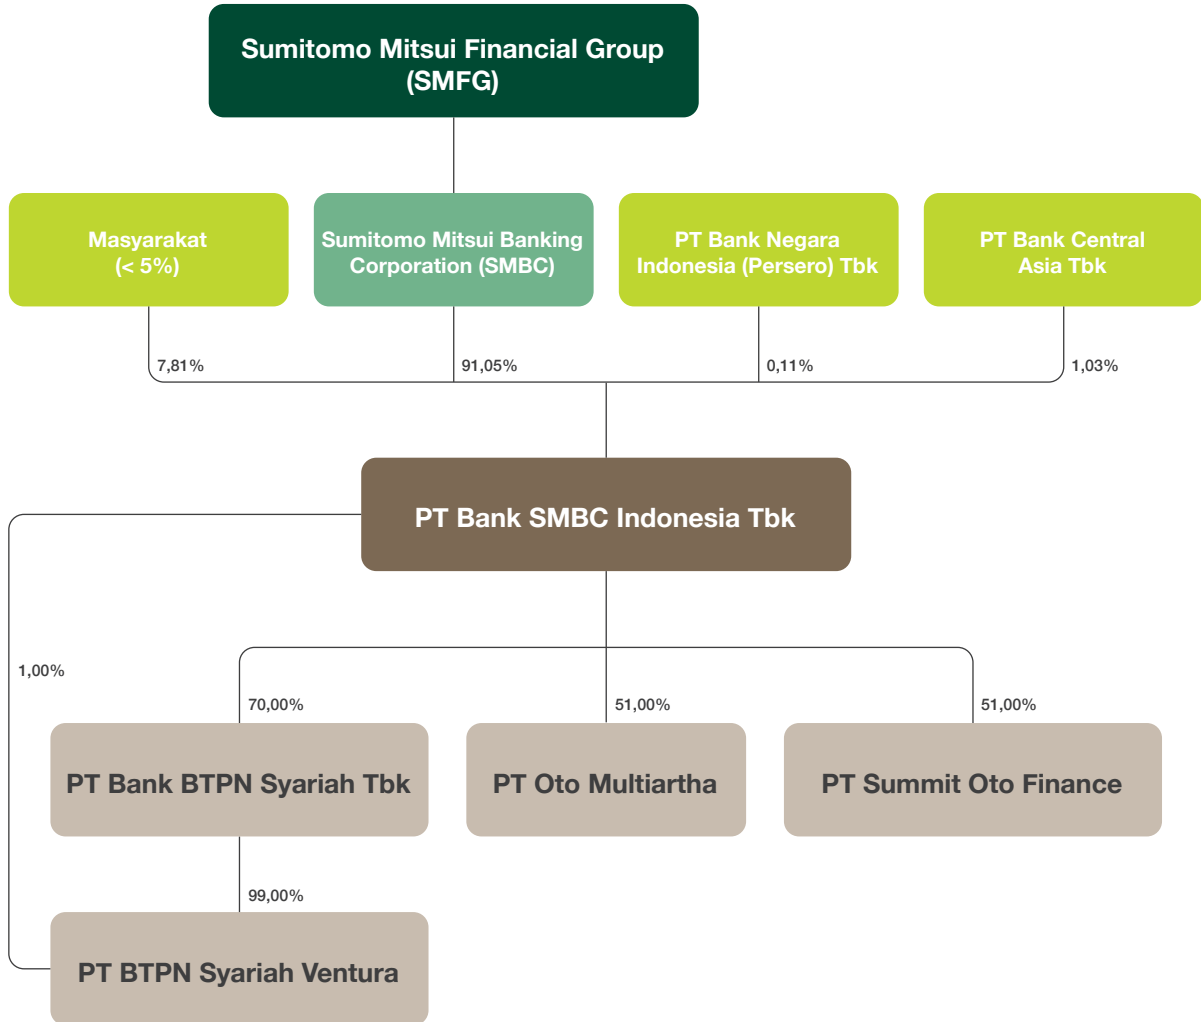 Sumitomo Mitsui Financial Group
(SMFG)
Masyarakat
(< 5%)
Sumitomo Mitsui Banking
Corporation (SMBC)
PT Bank Negara
Indonesia (Persero) Tbk
PT Bank Central
Asia Tbk
7,81%
91,05%
0,11%
1,03%
PT Bank SMBC Indonesia Tbk
1,00%
70,00%
51,00%
51,00%
PT Bank BTPN Syariah Tbk
PT Oto Multiartha
PT Summit Oto Finance
99,00%
PT BTPN Syariah Ventura